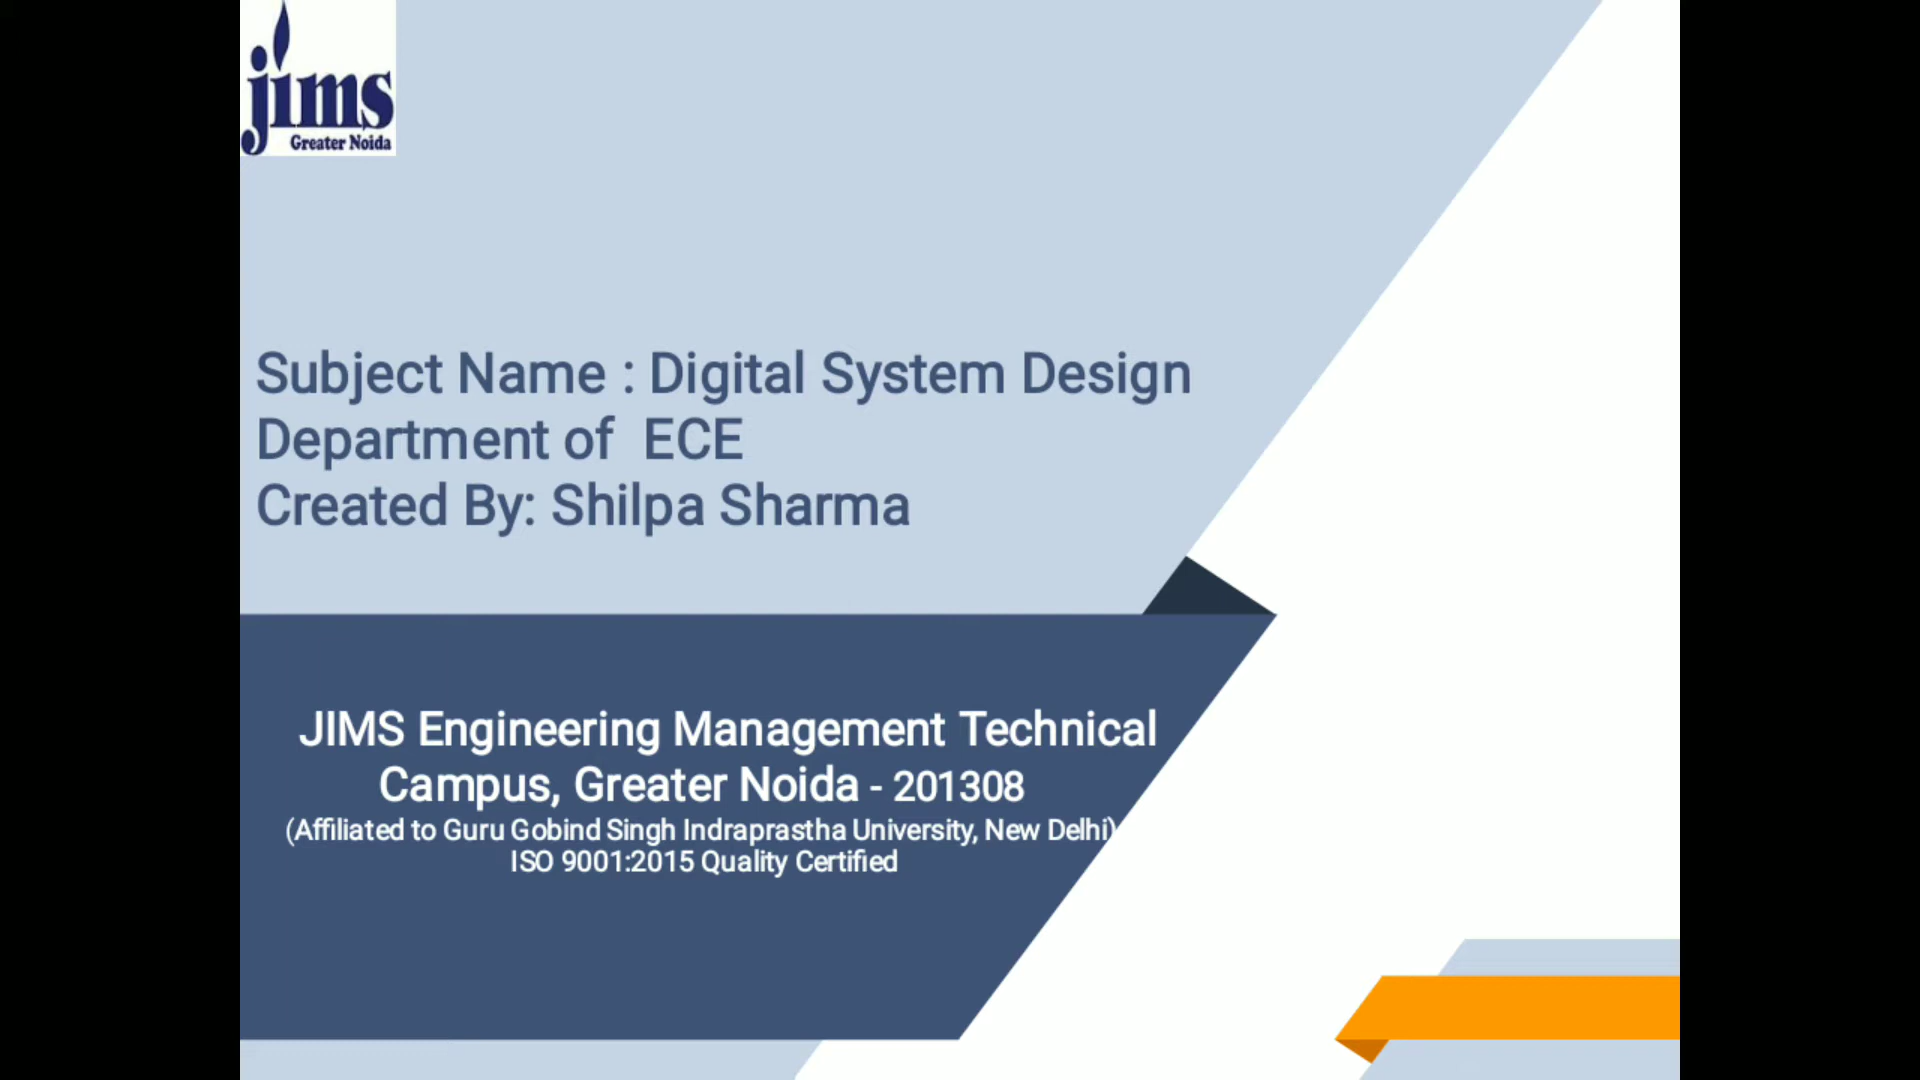 jims
Greater Noida
Subject Name : Digital System Design
Department of  ECE
Created By: Shilpa Sharma
JIMS Engineering Management Technical
Campus, Greater Noida - 201308
(Affiliated to Guru Gobind Singh Indraprastha University, New Delhi)
ISO 9001:2015 Quality Certified